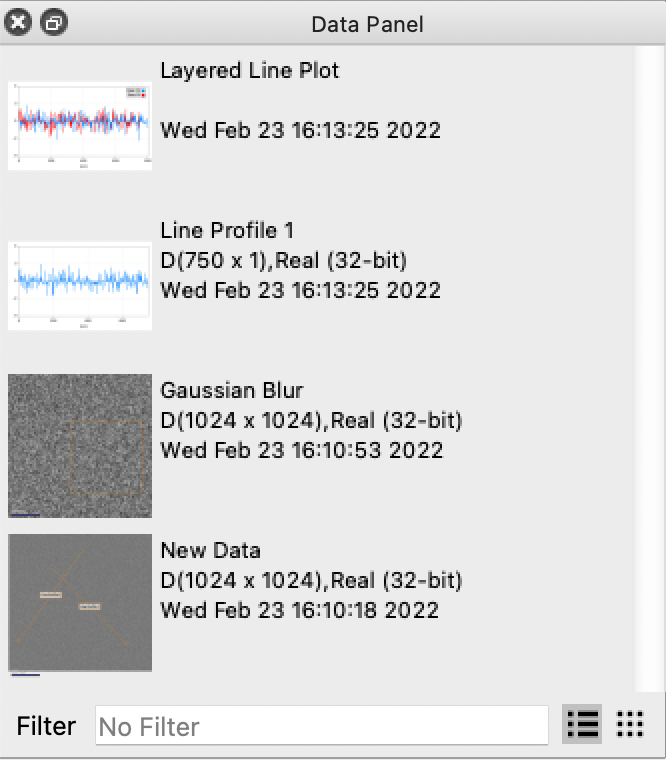 Data Panel
Layered Line Plot
Wed Feb 23 16:13:25 2022
Line Profile 1
D(750 x 1),Real (32-bit)
Wed Feb 23 16:13:25 2022
Gaussian Blur
D(1024 x 1024),Real (32-bit)
Wed Feb 23 16:10:53 2022
New Data
D(1024 x 1024),Real (32-bit)
Wed Feb 23 16:10:18 2022
Filter
No Filter